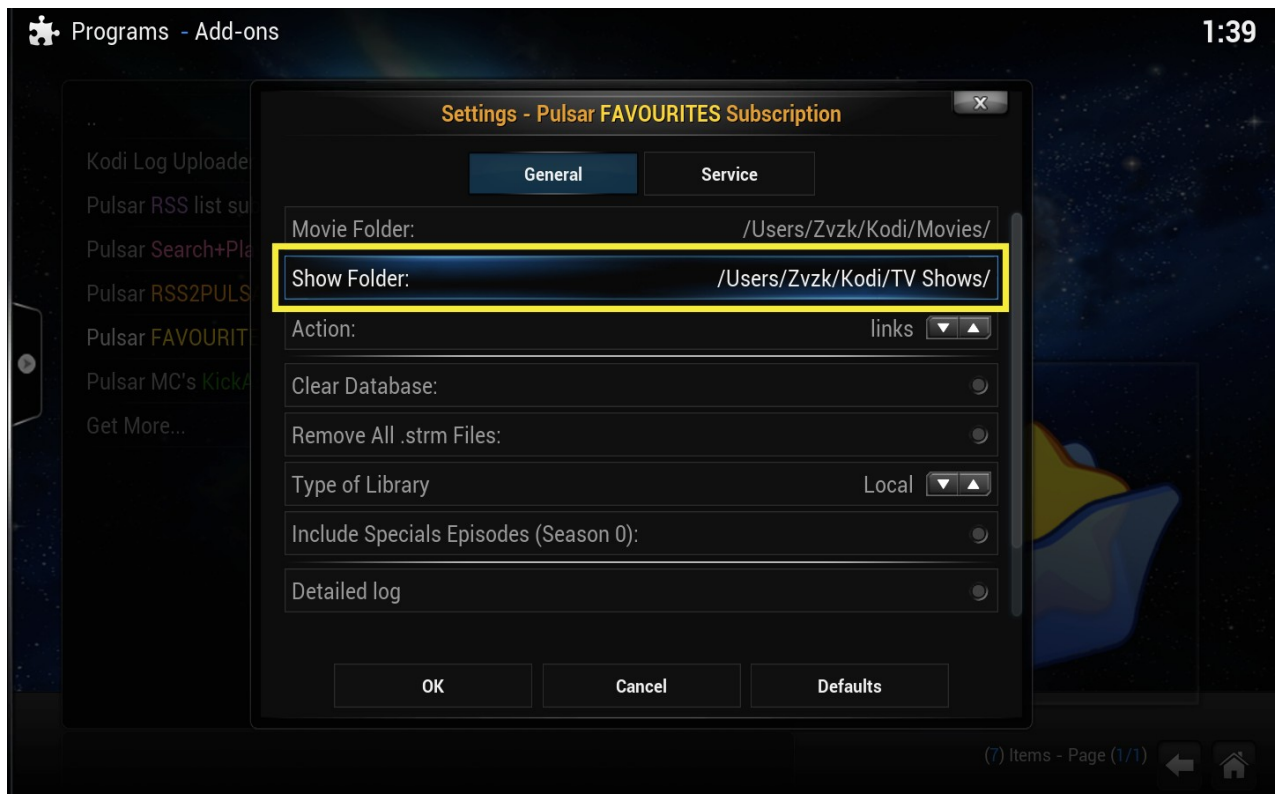 Programs - Add-ons
1:39
Settings - Pulsar FAVOURITES Subscription
x
General
Service
..
Kodi Log Uploade
Pulsar RSS list su
Pulsar Search+Pla
Pulsar RSS2PULS
Pulsar FAVOURIT
Pulsar MC's KickA
Get More...
Movie Folder: /Users/Zvzk/Kodi/Movies/
Show Folder: /Users/Zvzk/Kodi/TV Shows/
Action: links
Clear Database:
Remove All .strm Files:
Type of Library Local
Include Specials Episodes (Season 0):
Detailed log
OK
Cancel
Defaults
(7) Items - Page (1/1)